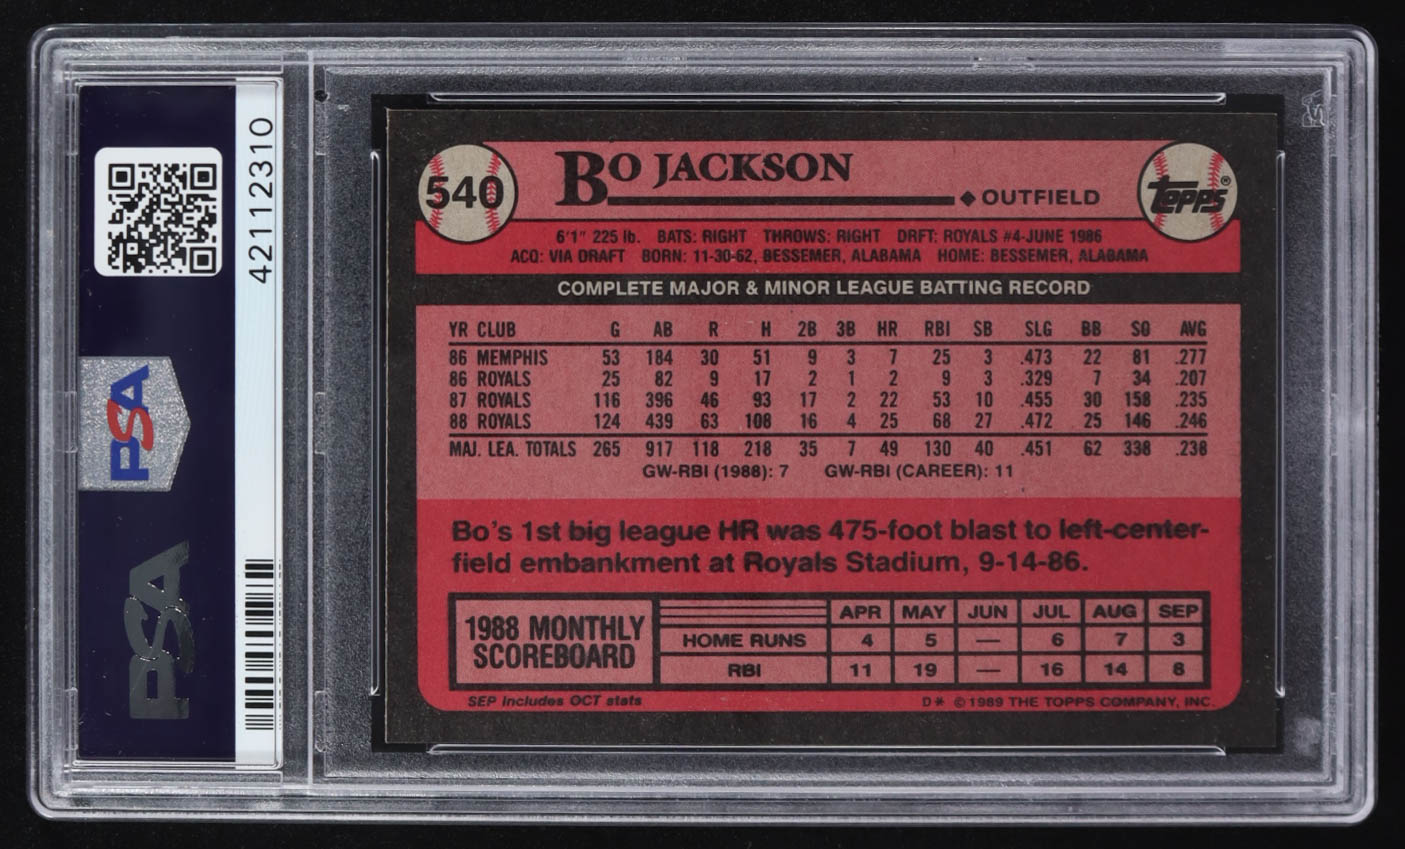 42112310
PSA
PSA
540
BO JACKSON
◆ OUTFIELD
Topps®
6'1" 225 lb. BATS: RIGHT THROWS: RIGHT DRFT: ROYALS #4-JUNE 1986
ACQ: VIA DRAFT BORN: 11-30-62, BESSEMER, ALABAMA HOME: BESSEMER, ALABAMA
COMPLETE MAJOR & MINOR LEAGUE BATTING RECORD
YR CLUB G AB R H 2B 3B HR RBI SB SLG BB SO AVG
86 MEMPHIS 53 184 30 51 9 3 7 25 3 .473 22 81 .277
86 ROYALS 25 82 9 17 2 1 2 9 3 .329 7 34 .207
87 ROYALS 116 396 46 93 17 2 22 53 10 .455 30 158 .235
88 ROYALS 124 439 63 108 16 4 25 68 27 .472 25 146 .246
MAJ. LEA. TOTALS 265 917 118 218 35 7 49 130 40 .451 62 338 .238
GW-RBI (1988): 7 GW-RBI (CAREER): 11
Bo's 1st big league HR was 475-foot blast to left-center-
field embankment at Royals Stadium, 9-14-86.
1988 MONTHLY
SCOREBOARD
APR MAY JUN JUL AUG SEP
HOME RUNS 4 5 — 6 7 3
RBI 11 19 — 16 14 8
SEP includes OCT stats
D* © 1989 THE TOPPS COMPANY, INC.